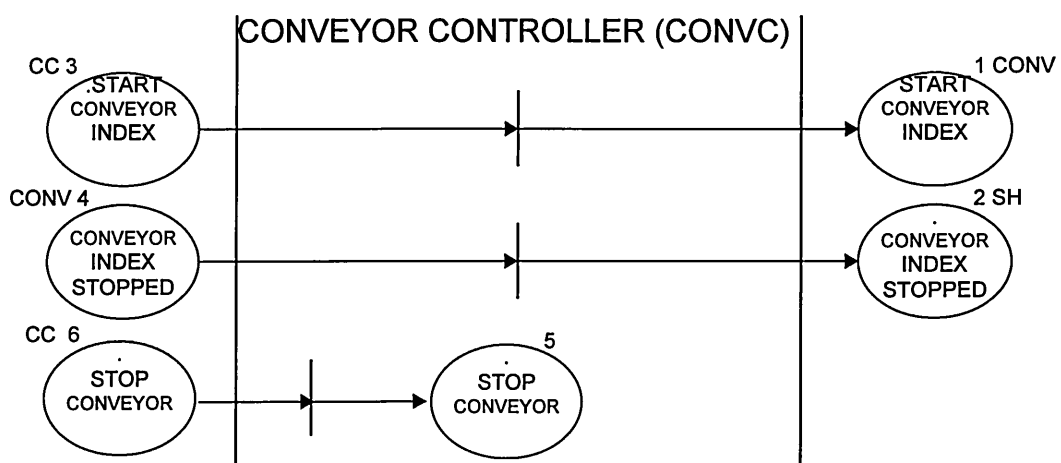 CONVEYOR CONTROLLER (CONVC)
CC 3
.START
CONVEYOR
INDEX
1 CONV
START
CONVEYOR
INDEX
CONV 4
CONVEYOR
INDEX
STOPPED
2 SH
CONVEYOR
INDEX
STOPPED
CC 6
STOP
CONVEYOR
5
STOP
CONVEYOR